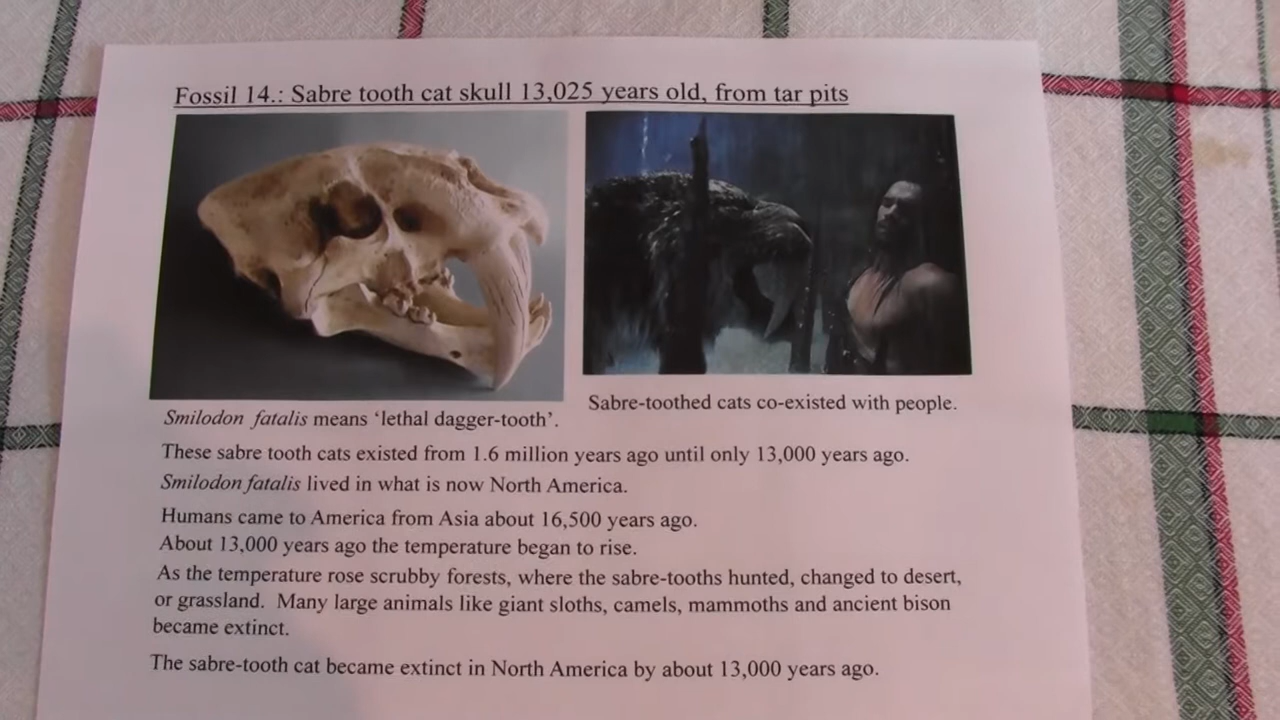 Fossil 14.: Sabre tooth cat skull 13,025 years old, from tar pits
Smilodon fatalis means ‘lethal dagger-tooth’.
Sabre-toothed cats co-existed with people.
These sabre tooth cats existed from 1.6 million years ago until only 13,000 years ago.
Smilodon fatalis lived in what is now North America.
Humans came to America from Asia about 16,500 years ago.
About 13,000 years ago the temperature began to rise.
As the temperature rose scrubby forests, where the sabre-tooths hunted, changed to desert,
or grassland. Many large animals like giant sloths, camels, mammoths and ancient bison
became extinct.
The sabre-tooth cat became extinct in North America by about 13,000 years ago.